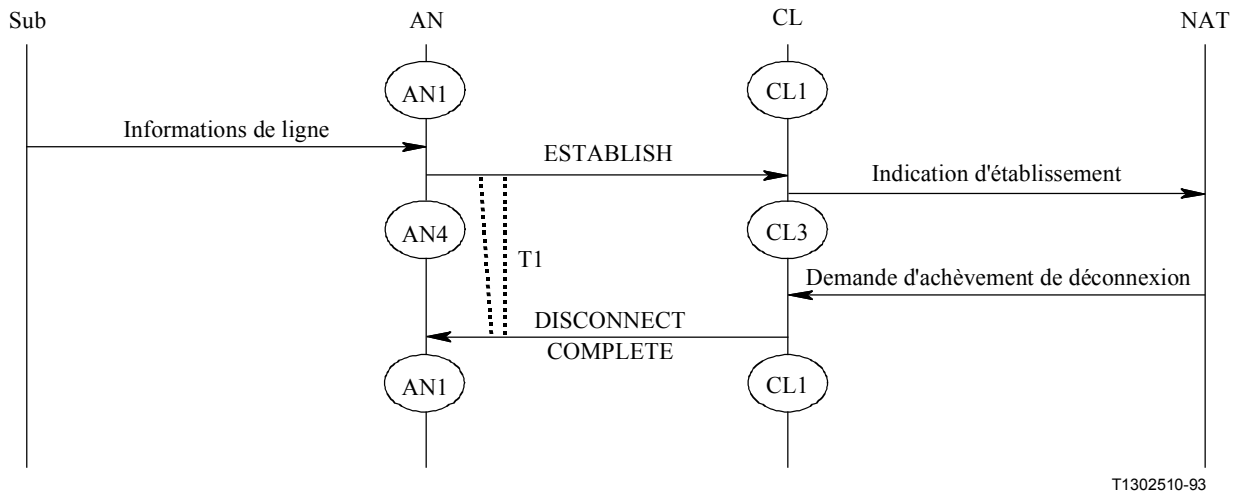 Sub
AN
CL
NAT
AN1
CL1
Informations de ligne
ESTABLISH
Indication d'établissement
AN4
CL3
T1
Demande d'achèvement de déconnexion
DISCONNECT
COMPLETE
AN1
CL1
T1302510-93